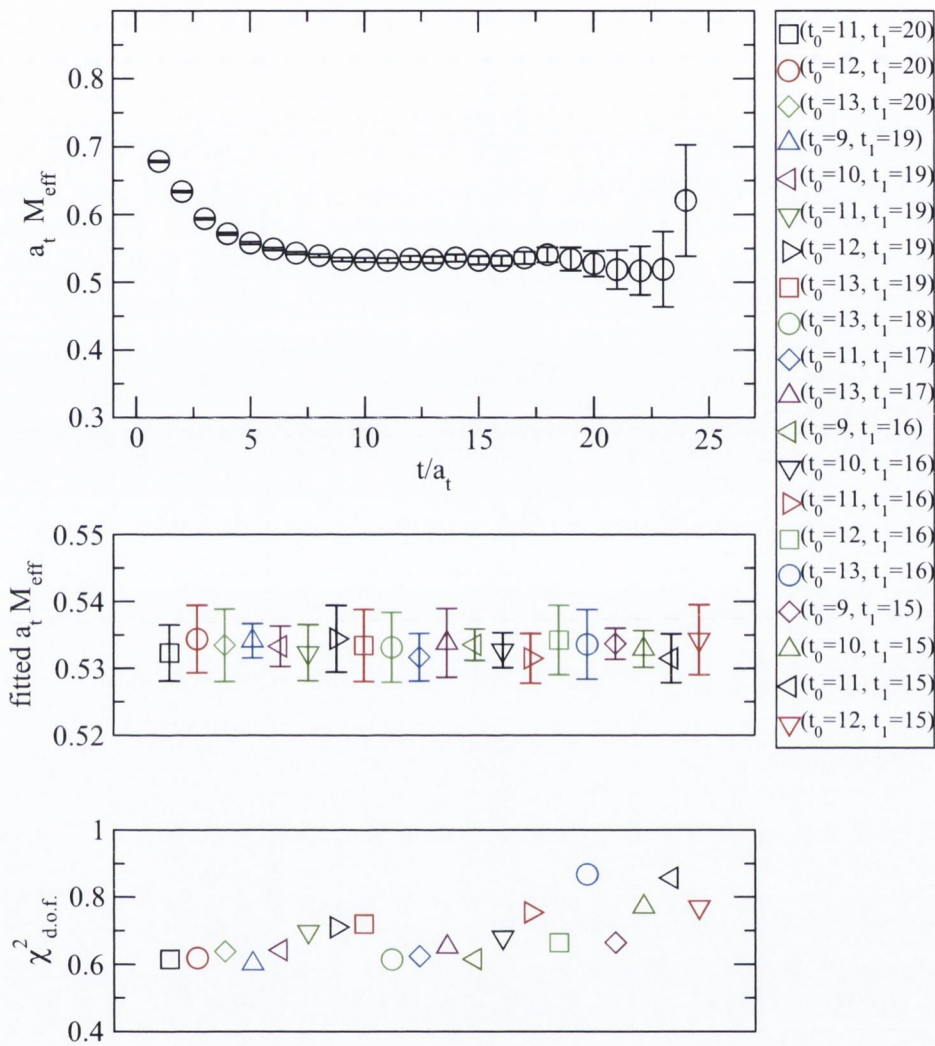 0.8
0.7
0.6
0.5
0.4
0.3
a_t M_eff
0 5 10 15 20 25
t/a_t
0.55
0.54
0.53
0.52
fitted a_t M_eff
1
0.8
0.6
0.4
χ²_d.o.f.
(t_0=11, t_1=20)
(t_0=12, t_1=20)
(t_0=13, t_1=20)
(t_0=9, t_1=19)
(t_0=10, t_1=19)
(t_0=11, t_1=19)
(t_0=12, t_1=19)
(t_0=13, t_1=19)
(t_0=13, t_1=18)
(t_0=11, t_1=17)
(t_0=13, t_1=17)
(t_0=9, t_1=16)
(t_0=10, t_1=16)
(t_0=11, t_1=16)
(t_0=12, t_1=16)
(t_0=13, t_1=16)
(t_0=9, t_1=15)
(t_0=10, t_1=15)
(t_0=11, t_1=15)
(t_0=12, t_1=15)